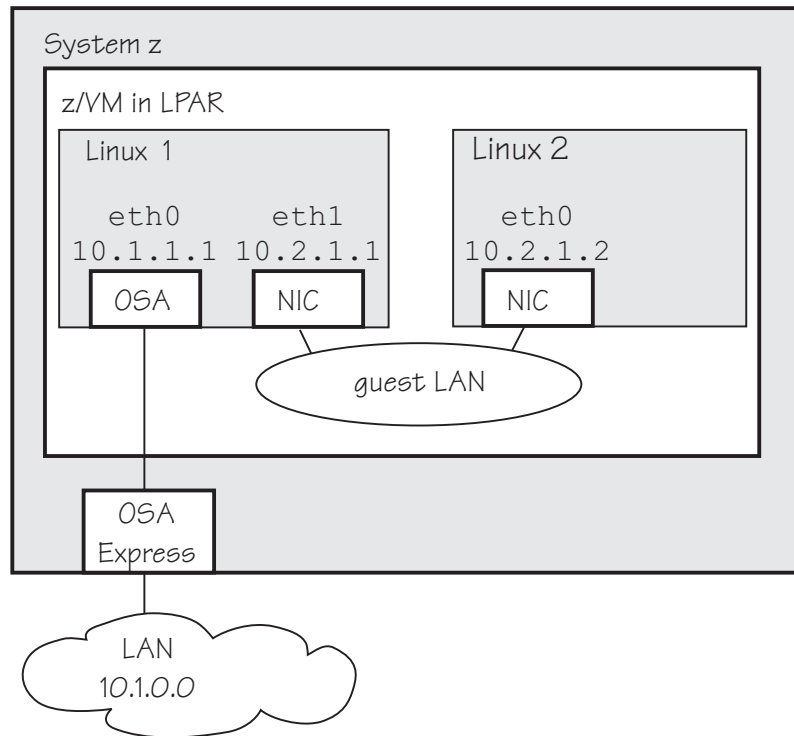 System z
z/VM in LPAR
Linux 1
Linux 2
eth0
eth1
eth0
10.1.1.1
10.2.1.1
10.2.1.2
OSA
NIC
NIC
guest LAN
OSA
Express
LAN
10.1.0.0